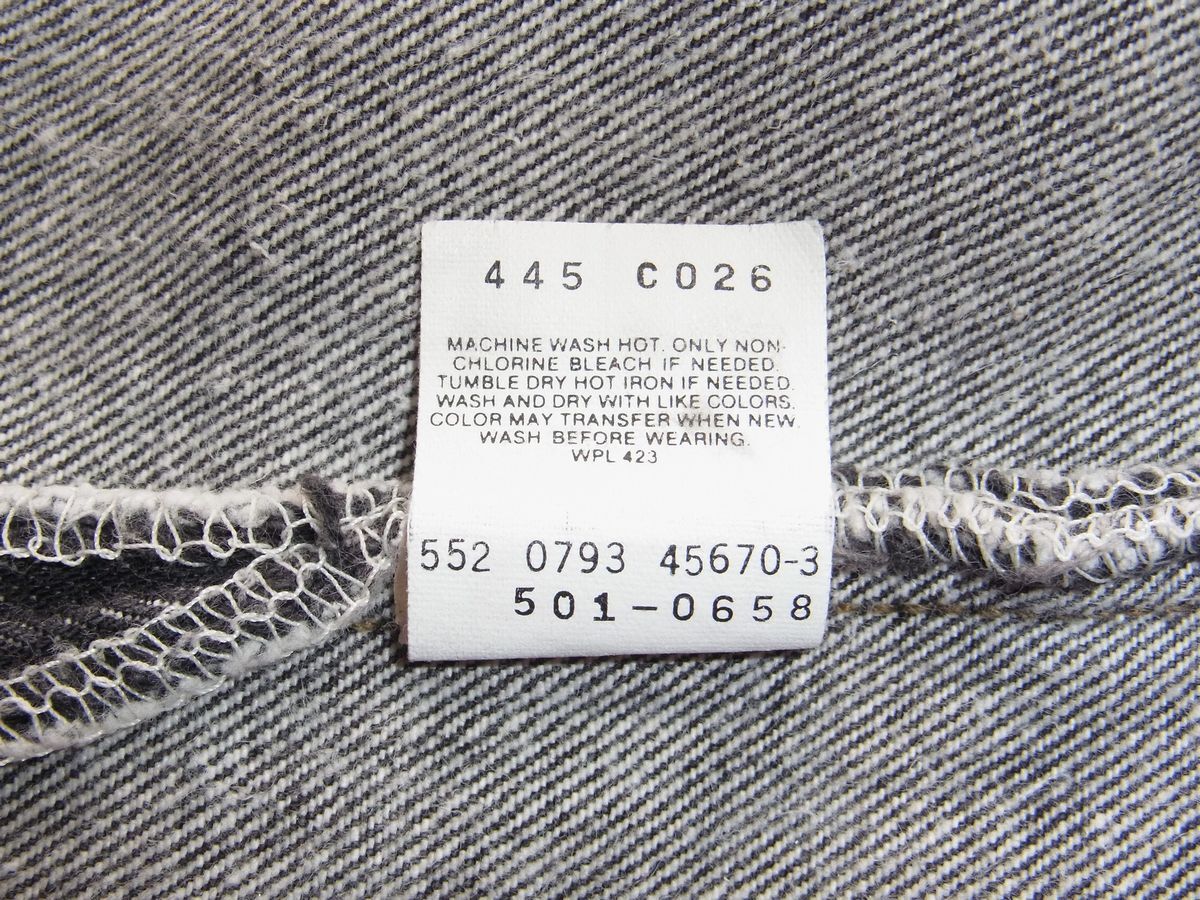 445 C026
MACHINE WASH HOT. ONLY NON-
CHLORINE BLEACH IF NEEDED.
TUMBLE DRY HOT IRON IF NEEDED.
WASH AND DRY WITH LIKE COLORS.
COLOR MAY TRANSFER WHEN NEW.
WASH BEFORE WEARING.
WPL 423
552 0793 45670-3
501-0658